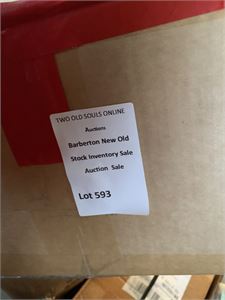 TWO OLD SOULS ONLINE
Auctions
Barberton New Old
Stock Inventory Sale
Auction Sale
Lot 593